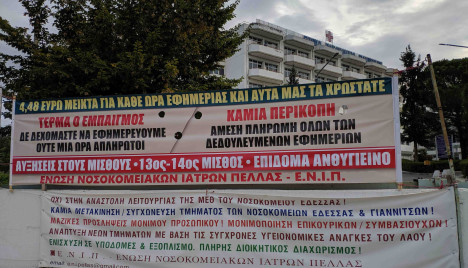 4,48 ΕΥΡΩ ΜΕΙΚΤΑ ΓΙΑ ΚΑΘΕ ΩΡΑ ΕΦΗΜΕΡΙΑΣ ΚΑΙ ΑΥΤΑ ΜΑΣ ΤΑ ΧΡΩΣΤΑΤΕ
ΤΕΡΜΑ Ο ΕΜΠΑΙΓΜΟΣ
ΔΕ ΔΕΧΟΜΑΣΤΕ ΝΑ ΕΦΗΜΕΡΕΥΟΥΜΕ
ΟΥΤΕ ΜΙΑ ΩΡΑ ΑΠΛΗΡΩΤΟΙ
ΚΑΜΙΑ ΠΕΡΙΚΟΠΗ
ΑΜΕΣΗ ΠΛΗΡΩΜΗ ΟΛΩΝ ΤΩΝ
ΔΕΔΟΥΛΕΥΜΕΝΩΝ ΕΦΗΜΕΡΙΩΝ
ΑΥΞΗΣΕΙΣ ΣΤΟΥΣ ΜΙΣΘΟΥΣ • 13ος-14ος ΜΙΣΘΟΣ • ΕΠΙΔΟΜΑ ΑΝΘΥΓΙΕΙΝΟ
ΕΝΩΣΗ ΝΟΣΟΚΟΜΕΙΑΚΩΝ ΙΑΤΡΩΝ ΠΕΛΛΑΣ - Ε.Ν.Ι.Π.
ΟΧΙ ΣΤΗΝ ΑΝΑΣΤΟΛΗ ΛΕΙΤΟΥΡΓΙΑΣ ΤΗΣ ΜΕΘ ΤΟΥ ΝΟΣΟΚΟΜΕΙΟΥ ΕΔΕΣΣΑΣ !
ΚΑΜΙΑ ΜΕΤΑΚΙΝΗΣΗ / ΣΥΓΧΩΝΕΥΣΗ ΤΜΗΜΑΤΟΣ ΤΩΝ ΝΟΣΟΚΟΜΕΙΩΝ ΕΔΕΣΣΑΣ & ΓΙΑΝΝΙΤΣΩΝ !
ΜΑΖΙΚΕΣ ΠΡΟΣΛΗΨΕΙΣ ΜΟΝΙΜΟΥ ΠΡΟΣΩΠΙΚΟΥ ! ΜΟΝΙΜΟΠΟΙΗΣΗ ΕΠΙΚΟΥΡΙΚΩΝ / ΣΥΜΒΑΣΙΟΥΧΩΝ !
ΑΝΑΠΤΥΞΗ ΝΕΩΝ ΤΜΗΜΑΤΩΝ ΜΕ ΒΑΣΗ ΤΙΣ ΣΥΓΧΡΟΝΕΣ ΥΓΕΙΟΝΟΜΙΚΕΣ ΑΝΑΓΚΕΣ ΤΟΥ ΛΑΟΥ !
ΕΝΙΣΧΥΣΗ ΣΕ ΥΠΟΔΟΜΕΣ & ΕΞΟΠΛΙΣΜΟ. ΠΛΗΡΗΣ ΔΙΟΙΚΗΤΙΚΟΣ ΔΙΑΧΩΡΙΣΜΟΣ !
Ε.Ν.Ι.Π. ΕΝΩΣΗ ΝΟΣΟΚΟΜΕΙΑΚΩΝ ΙΑΤΡΩΝ ΠΕΛΛΑΣ